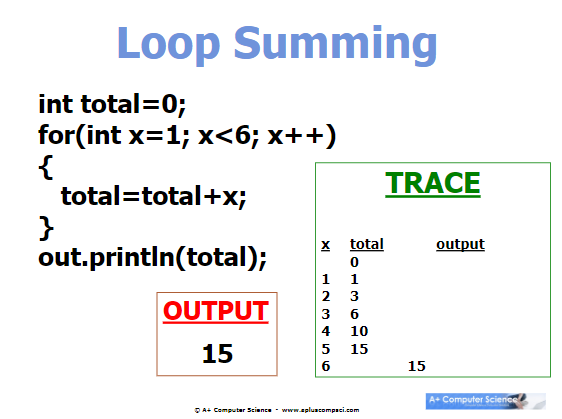 Loop Summing
int total=0;
for(int x=1; x<6; x++)
{
total=total+x;
}
out.println(total);
OUTPUT
15
TRACE
x total output
0
1 1
2 3
3 6
4 10
5 15
6 15
© A+ Computer Science - www.apluscompsci.com
A+ Computer Science